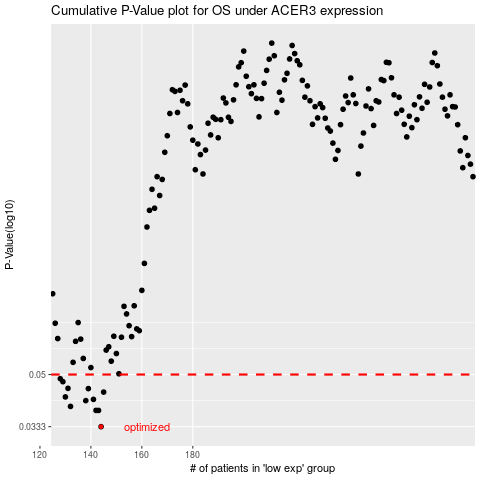 Cumulative P-Value plot for OS under ACER3 expression
P-Value(log10)
0.05
0.0333
optimized
120 140 160 180
# of patients in 'low exp' group